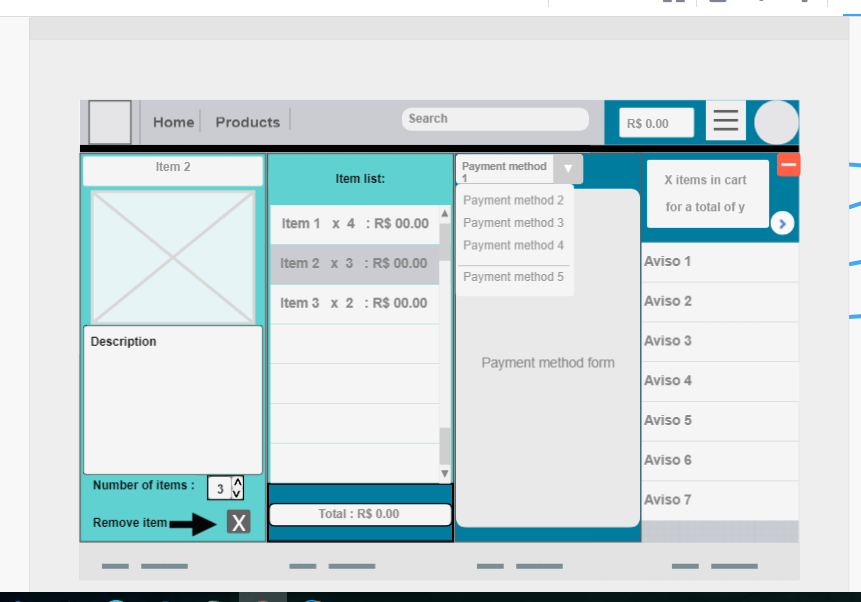 Home
Products
Search
R$ 0.00
Item 2
Description
Number of items :
3
Remove item
X
Item list:
Item 1 x 4 : R$ 00.00
Item 2 x 3 : R$ 00.00
Item 3 x 2 : R$ 00.00
Total : R$ 0.00
Payment method
1
Payment method 2
Payment method 3
Payment method 4
Payment method 5
Payment method form
X items in cart
for a total of y
Aviso 1
Aviso 2
Aviso 3
Aviso 4
Aviso 5
Aviso 6
Aviso 7